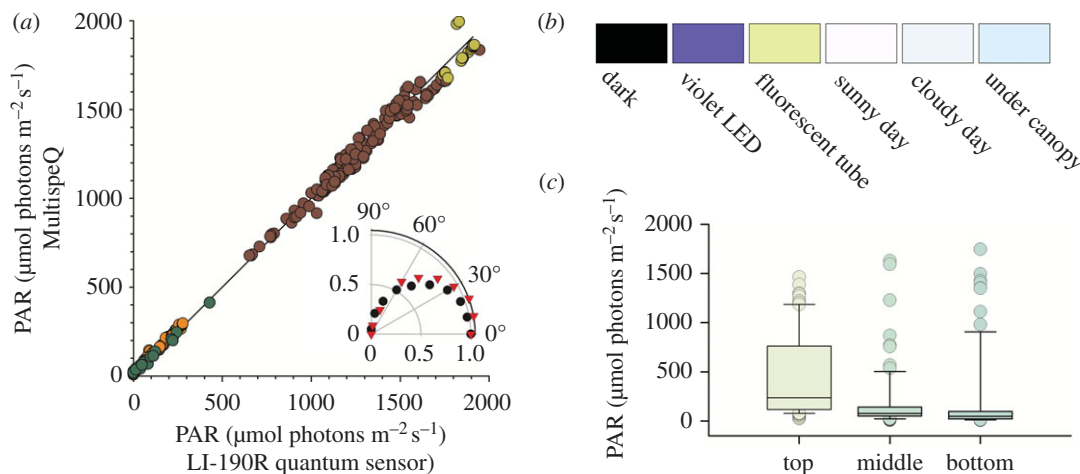 (a)
2000
1500
1000
500
0
PAR (µmol photons m−2 s−1)
MultispeQ
0
500
1000
1500
2000
PAR (µmol photons m−2 s−1)
LI-190R quantum sensor)
90°
60°
30°
0°
1.0
0.5
0
0
0.5
1.0
(b)
dark
violet LED
fluorescent tube
sunny day
cloudy day
under canopy
(c)
2000
1500
1000
500
0
PAR (µmol photons m−2 s−1)
top
middle
bottom